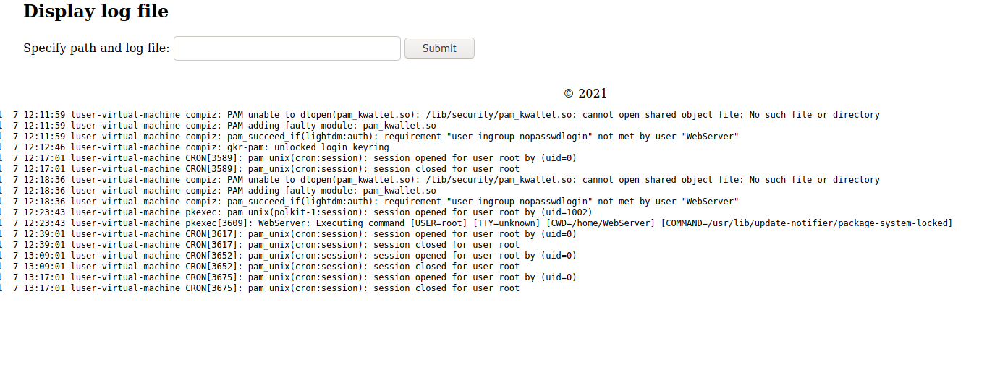 Display log file
Specify path and log file:
Submit
© 2021
7 12:11:59 luser-virtual-machine compiz: PAM unable to dlopen(pam_kwallet.so): /lib/security/pam_kwallet.so: cannot open shared object file: No such file or directory
7 12:11:59 luser-virtual-machine compiz: PAM adding faulty module: pam_kwallet.so
7 12:11:59 luser-virtual-machine compiz: pam_succeed_if(lightdm:auth): requirement "user ingroup nopasswdlogin" not met by user "WebServer"
7 12:12:46 luser-virtual-machine compiz: gkr-pam: unlocked login keyring
7 12:17:01 luser-virtual-machine CRON[3589]: pam_unix(cron:session): session opened for user root by (uid=0)
7 12:17:01 luser-virtual-machine CRON[3589]: pam_unix(cron:session): session closed for user root
7 12:18:36 luser-virtual-machine compiz: PAM unable to dlopen(pam_kwallet.so): /lib/security/pam_kwallet.so: cannot open shared object file: No such file or directory
7 12:18:36 luser-virtual-machine compiz: PAM adding faulty module: pam_kwallet.so
7 12:18:36 luser-virtual-machine compiz: pam_succeed_if(lightdm:auth): requirement "user ingroup nopasswdlogin" not met by user "WebServer"
7 12:23:43 luser-virtual-machine pkexec: pam_unix(polkit-1:session): session opened for user root by (uid=1002)
7 12:23:43 luser-virtual-machine pkexec[3609]: WebServer: Executing command [USER=root] [TTY=unknown] [CWD=/home/WebServer] [COMMAND=/usr/lib/update-notifier/package-system-locked]
7 12:39:01 luser-virtual-machine CRON[3617]: pam_unix(cron:session): session opened for user root by (uid=0)
7 12:39:01 luser-virtual-machine CRON[3617]: pam_unix(cron:session): session closed for user root
7 13:09:01 luser-virtual-machine CRON[3652]: pam_unix(cron:session): session opened for user root by (uid=0)
7 13:09:01 luser-virtual-machine CRON[3652]: pam_unix(cron:session): session closed for user root
7 13:17:01 luser-virtual-machine CRON[3675]: pam_unix(cron:session): session opened for user root by (uid=0)
7 13:17:01 luser-virtual-machine CRON[3675]: pam_unix(cron:session): session closed for user root